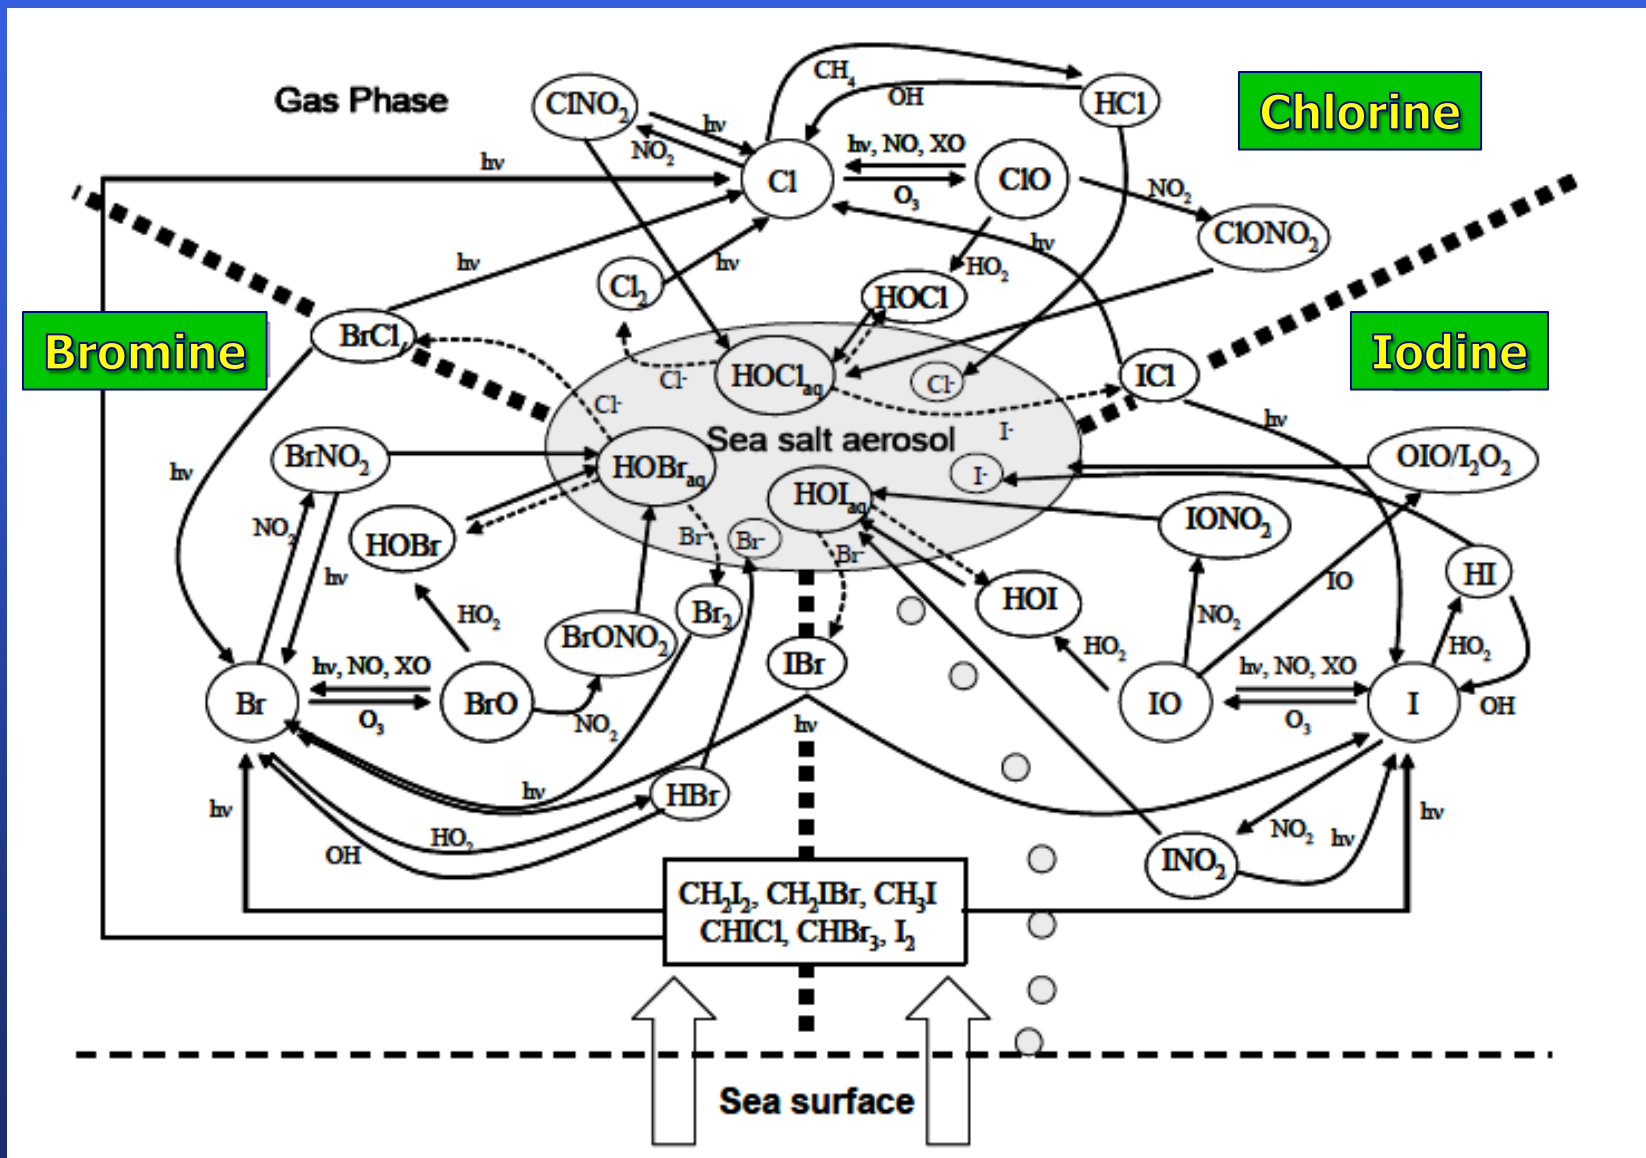 Gas Phase
Chlorine
Bromine
Iodine
ClNO₂
hν
NO₂
CH₄
OH
HCl
Cl
hν, NO, XO
O₃
ClO
NO₂
ClONO₂
hν
hν
Cl₂
hν
HO₂
HOCl
hν
BrCl
Cl⁻
HOClaq
Cl⁻
ICl
hν
Cl⁻
Sea salt aerosol
I⁻
BrNO₂
HOBraq
I⁻
OIO/I₂O₂
hν
HOIaq
NO₂
hν
HOBr
Br⁻
Br⁻
Br⁻
IONO₂
HI
IO
HO₂
BrONO₂
Br₂
HOI
NO₂
HO₂
HO₂
IBr
hν, NO, XO
Br
O₃
BrO
NO₂
hν
IO
hν, NO, XO
O₃
I
OH
hν
HBr
hν
HO₂
OH
NO₂
hν
hν
INO₂
CH₂I₂, CH₂IBr, CH₃I
CHICl, CHBr₃, I₂
Sea surface